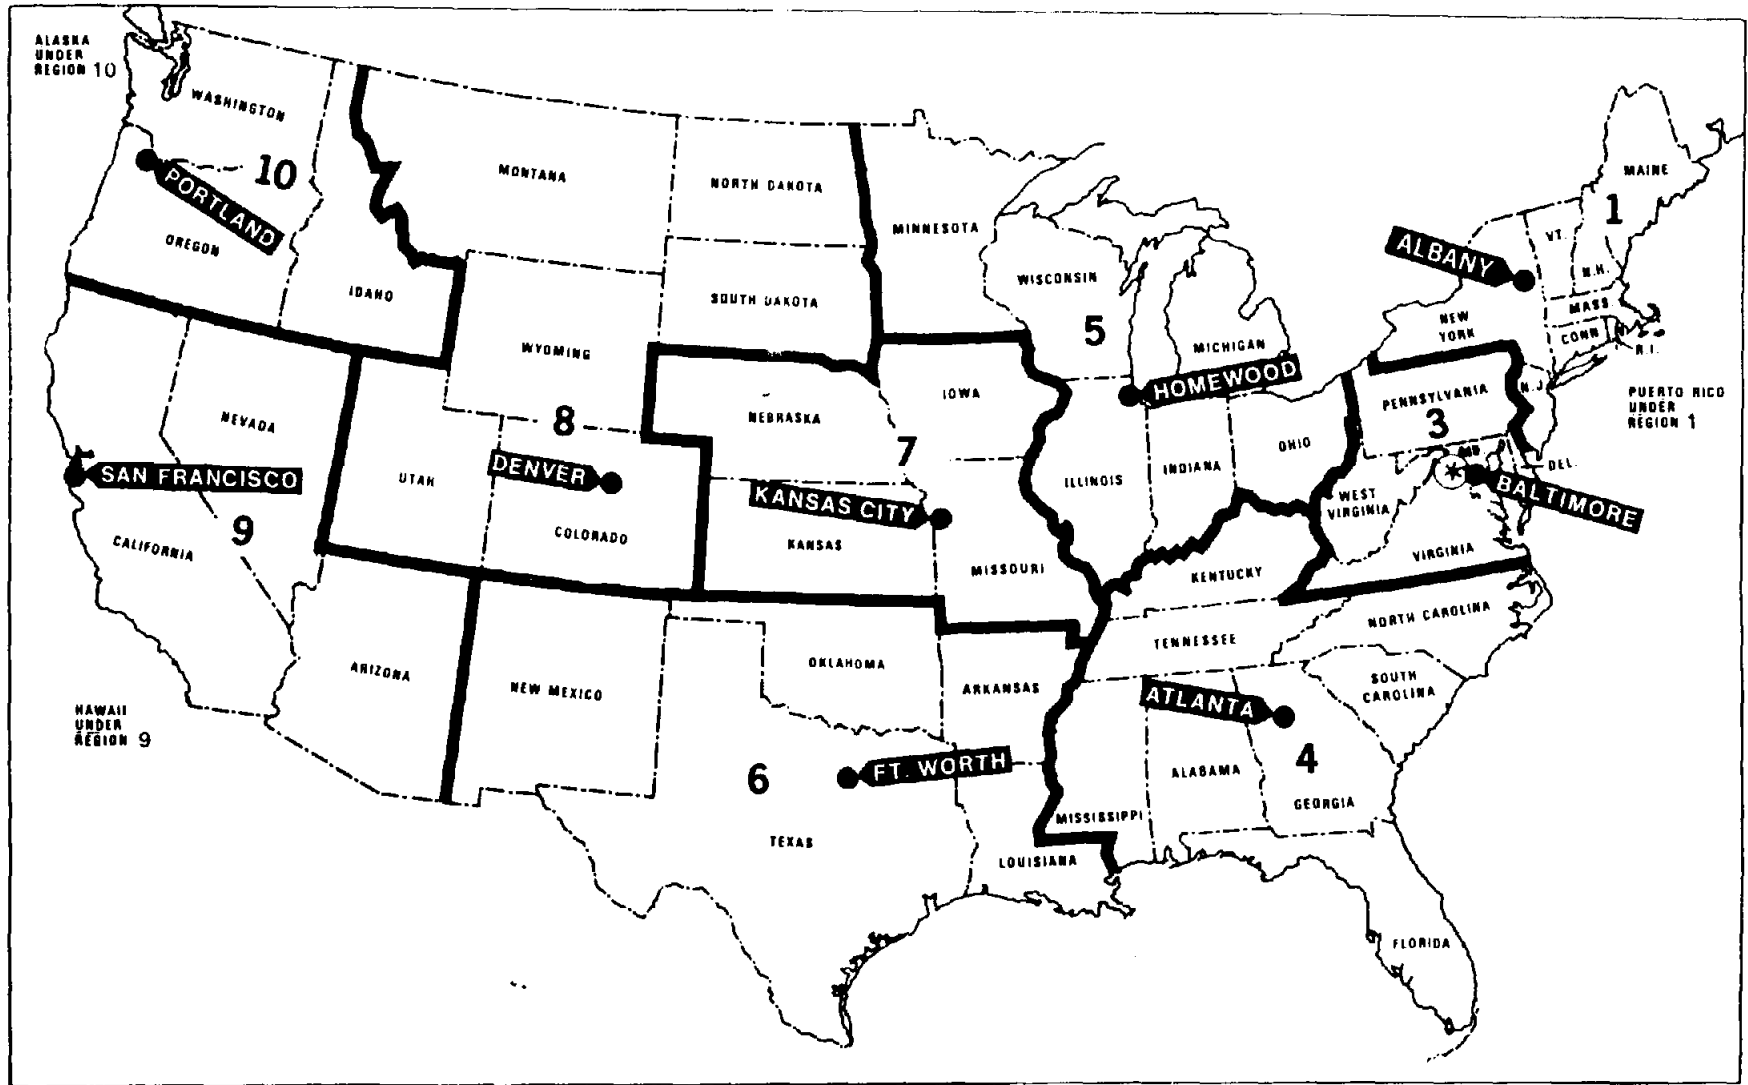 ALASKA
UNDER
REGION 10
WASHINGTON
10
PORTLAND
OREGON
IDAHO
MONTANA
NORTH DAKOTA
MINNESOTA
SOUTH DAKOTA
WYOMING
WISCONSIN
5
MICHIGAN
HOMEWOOD
MAINE
1
VT.
N.H.
ALBANY
MASS
NEW
YORK
CONN
R.I.
PUERTO RICO
UNDER
REGION 1
N.J.
PENNSYLVANIA
3
MD
DEL.
BALTIMORE
WEST
VIRGINIA
VIRGINIA
OHIO
INDIANA
ILLINOIS
IOWA
NEBRASKA
7
KANSAS CITY
KANSAS
MISSOURI
8
DENVER
COLORADO
UTAH
NEVADA
SAN FRANCISCO
9
CALIFORNIA
ARIZONA
NEW MEXICO
HAWAII
UNDER
REGION 9
OKLAHOMA
ARKANSAS
6
FT. WORTH
TEXAS
LOUISIANA
MISSISSIPPI
KENTUCKY
TENNESSEE
NORTH CAROLINA
SOUTH
CAROLINA
ATLANTA
4
ALABAMA
GEORGIA
FLORIDA